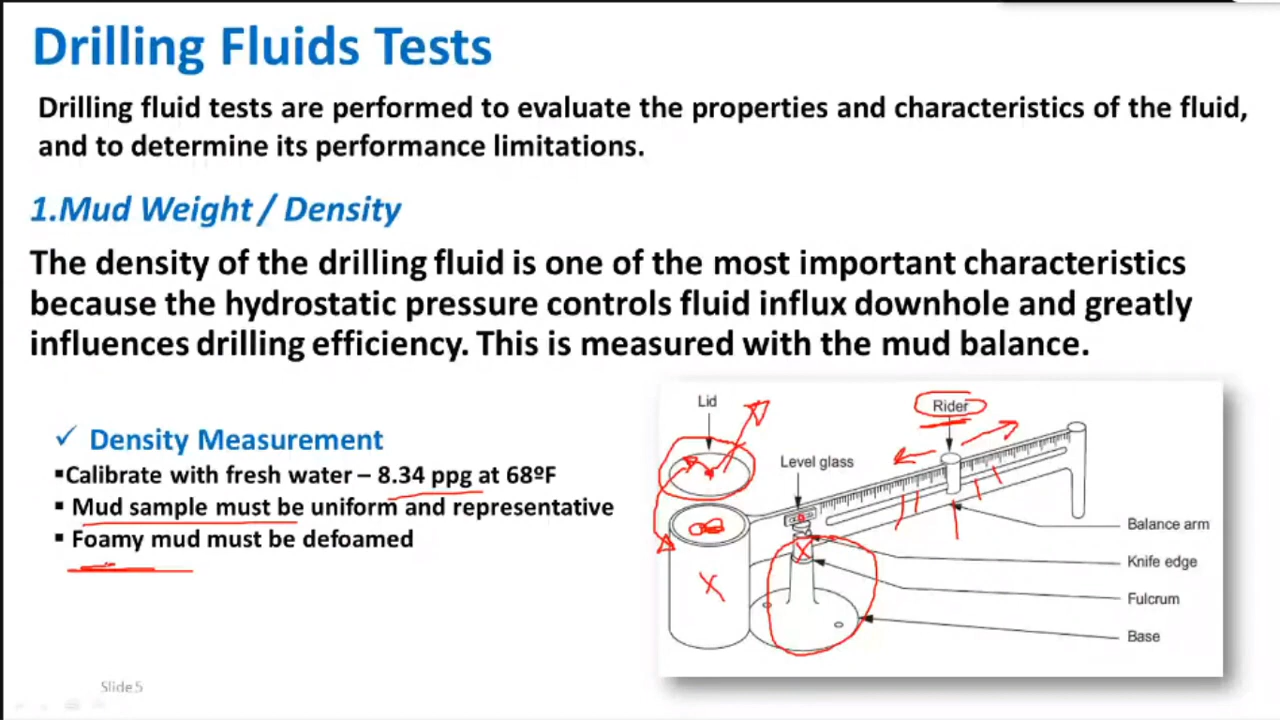 Drilling Fluids Tests
Drilling fluid tests are performed to evaluate the properties and characteristics of the fluid,
and to determine its performance limitations.
1.Mud Weight / Density
The density of the drilling fluid is one of the most important characteristics
because the hydrostatic pressure controls fluid influx downhole and greatly
influences drilling efficiency. This is measured with the mud balance.
✓ Density Measurement
▪Calibrate with fresh water – 8.34 ppg at 68ºF
▪ Mud sample must be uniform and representative
▪ Foamy mud must be defoamed
Lid
Rider
Level glass
Balance arm
Knife edge
Fulcrum
Base
Slide5